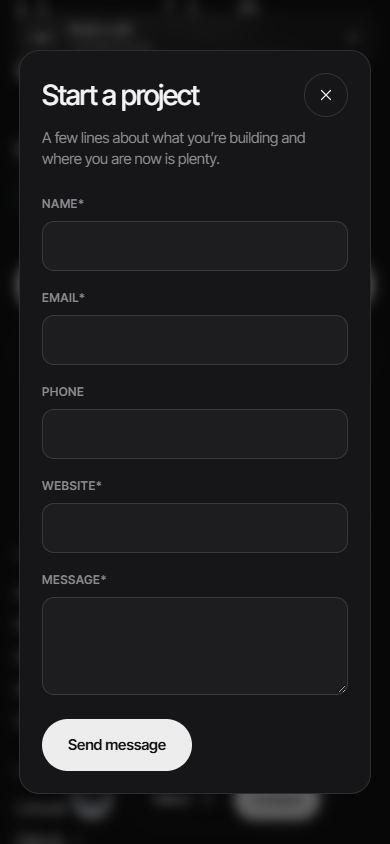 Start a project
A few lines about what you’re building and
where you are now is plenty.
NAME*
EMAIL*
PHONE
WEBSITE*
MESSAGE*
Send message